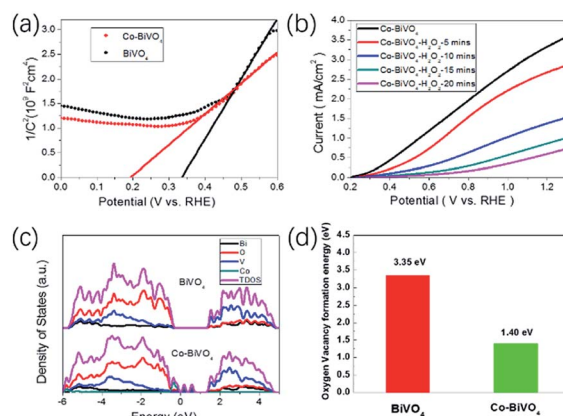 (a)
Co-BiVO₄
BiVO₄
1/C²(10⁹ F²cm⁴)
3.0
2.5
2.0
1.5
1.0
0.5
0.0
0.0 0.1 0.2 0.3 0.4 0.5 0.6
Potential (V vs. RHE)
(b)
Co-BiVO₄
Co-BiVO₄-H₂O₂-5 mins
Co-BiVO₄-H₂O₂-10 mins
Co-BiVO₄-H₂O₂-15 mins
Co-BiVO₄-H₂O₂-20 mins
Current ( mA/cm²)
4.0
3.5
3.0
2.5
2.0
1.5
1.0
0.5
0.0
0.2 0.4 0.6 0.8 1.0 1.2
Potential ( V vs. RHE)
(c)
Bi
O
V
Co
TDOS
BiVO₄
Co-BiVO₄
Density of States (a.u.)
-6 -4 -2 0 2 4
Energy (eV)
(d)
Oxygen Vacancy formation energy (eV)
4.5
4.0
3.5
3.0
2.5
2.0
1.5
1.0
0.5
0.0
3.35 eV
1.40 eV
BiVO₄ Co-BiVO₄